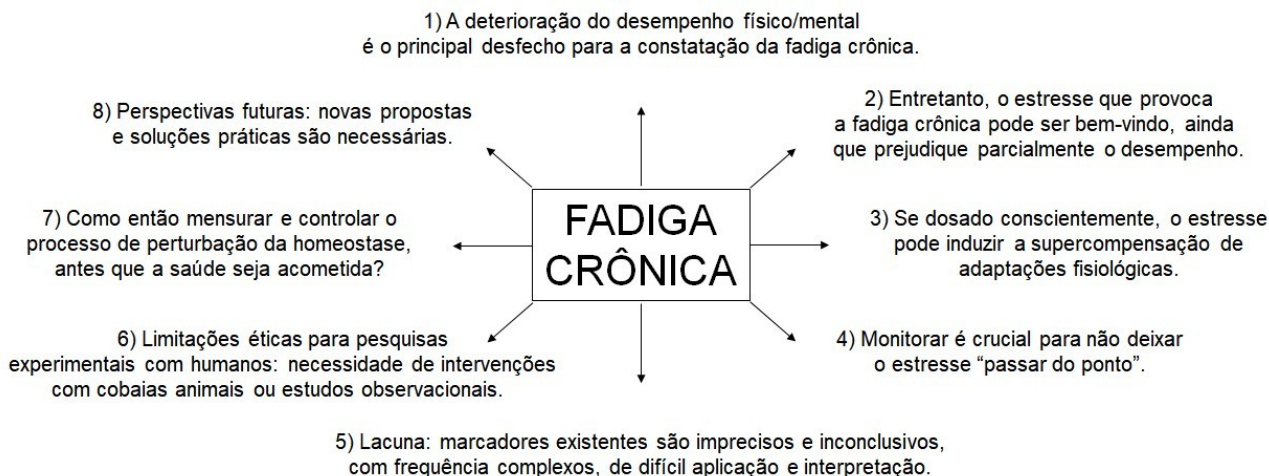 1) A deterioração do desempenho físico/mental
é o principal desfecho para a constatação da fadiga crônica.
2) Entretanto, o estresse que provoca
a fadiga crônica pode ser bem-vindo, ainda
que prejudique parcialmente o desempenho.
3) Se dosado conscientemente, o estresse
pode induzir a supercompensação de
adaptações fisiológicas.
4) Monitorar é crucial para não deixar
o estresse “passar do ponto”.
5) Lacuna: marcadores existentes são imprecisos e inconclusivos,
com frequência complexos, de difícil aplicação e interpretação.
6) Limitações éticas para pesquisas
experimentais com humanos: necessidade de intervenções
com cobaias animais ou estudos observacionais.
7) Como então mensurar e controlar o
processo de perturbação da homeostase,
antes que a saúde seja acometida?
8) Perspectivas futuras: novas propostas
e soluções práticas são necessárias.
FADIGA
CRÔNICA